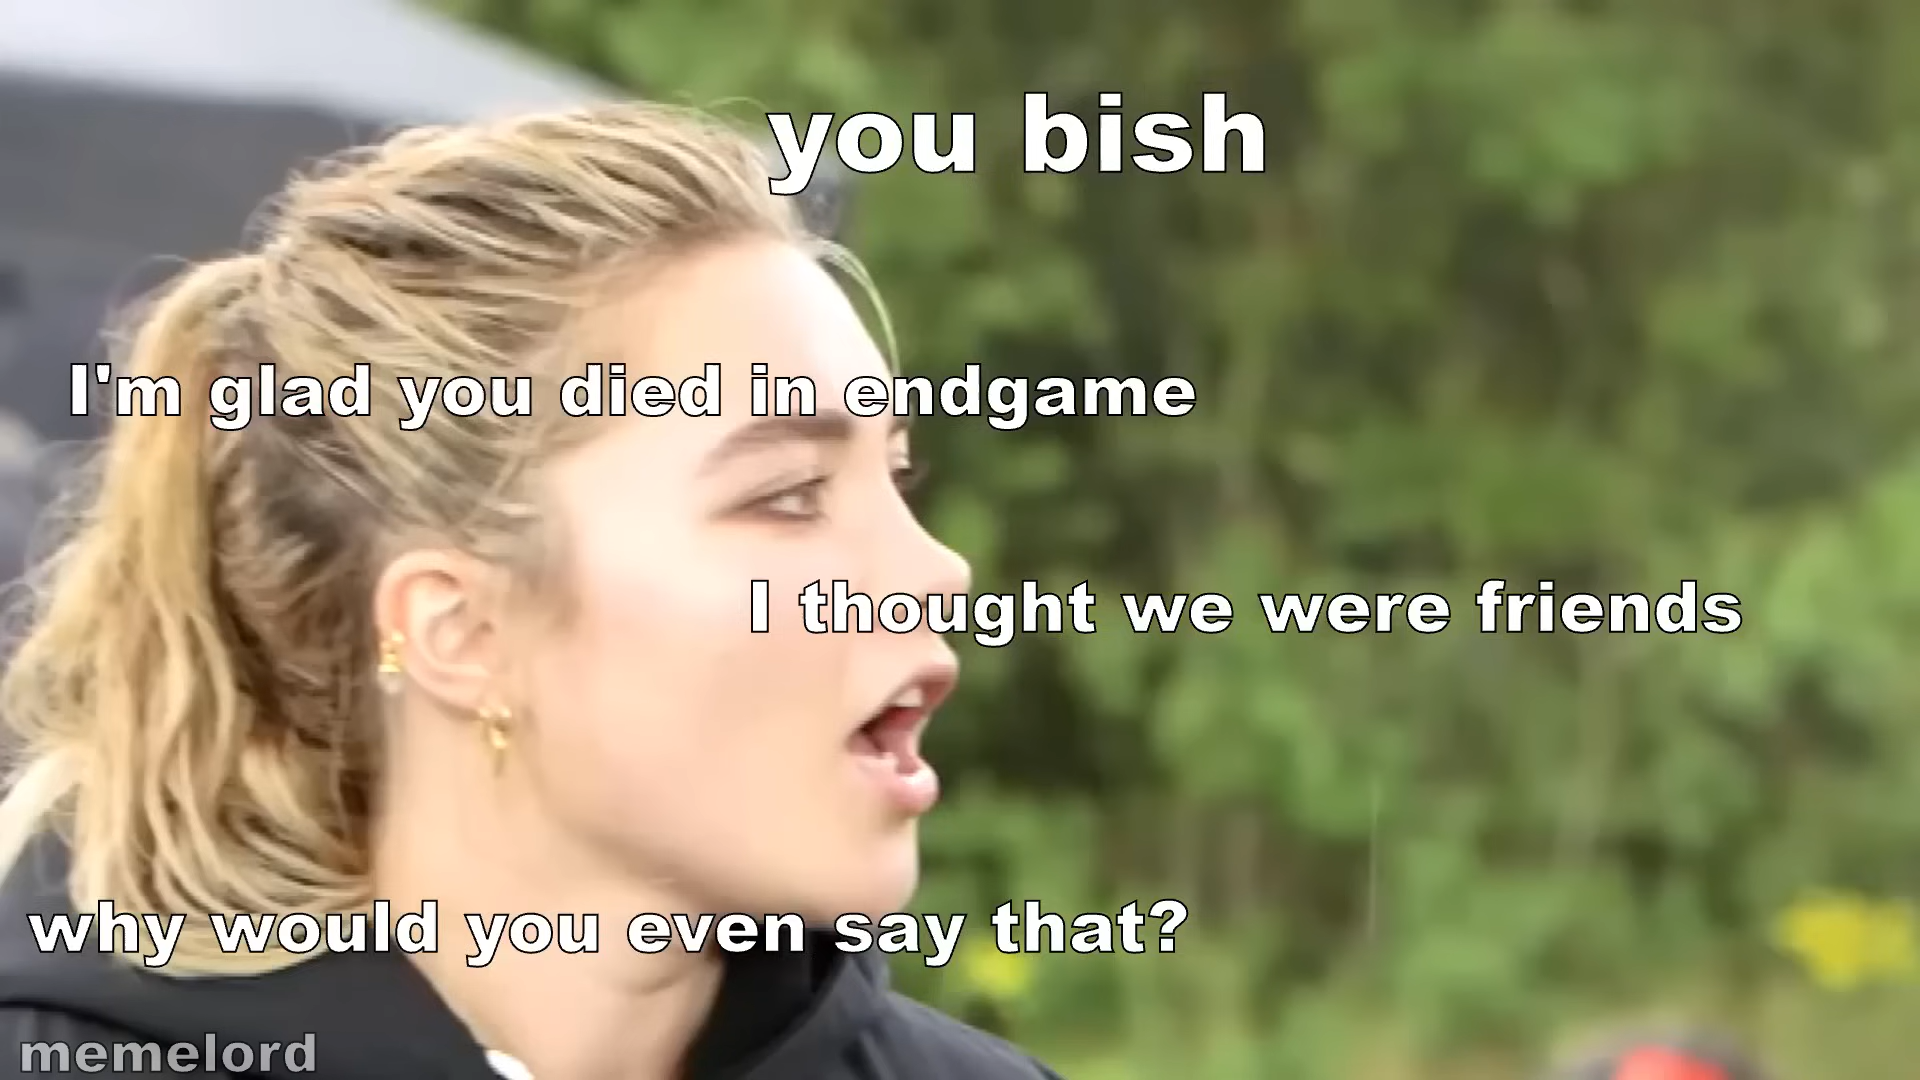 you bish
I'm glad you died in endgame
I thought we were friends
why would you even say that?
memelord